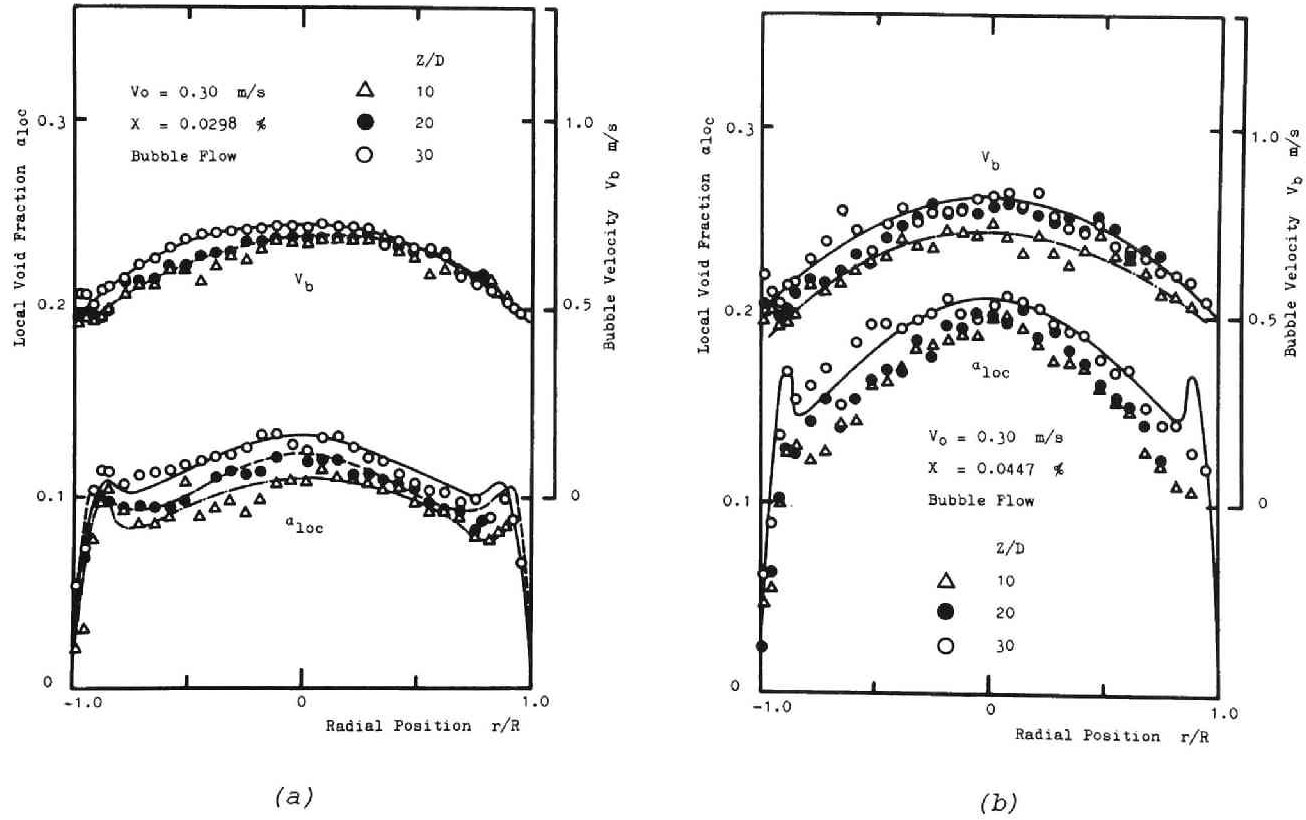 Z/D
Vo = 0.30 m/s
△ 10
X = 0.0298 %
● 20
Bubble Flow
○ 30
Local Void Fraction αloc
0.3
0.2
0.1
0
Vb
αloc
Bubble Velocity Vb m/s
1.0
0.5
0
-1.0
0
1.0
Radial Position r/R
(a)
Local Void Fraction αloc
0.3
0.2
0.1
0
Vb
αloc
Vo = 0.30 m/s
X = 0.0447 %
Bubble Flow
Z/D
△ 10
● 20
○ 30
Bubble Velocity Vb m/s
1.0
0.5
0
-1.0
0
1.0
Radial Position r/R
(b)